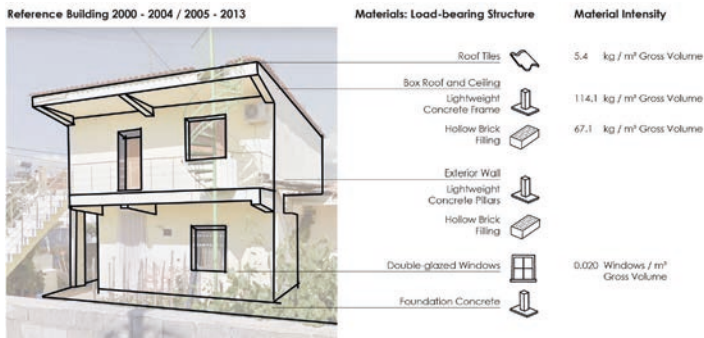 Reference Building 2000 - 2004 / 2005 - 2013
Materials: Load-bearing Structure
Material Intensity
Roof Tiles
5.4 kg / m³ Gross Volume
Box Roof and Ceiling
Lightweight
Concrete Frame
114.1 kg / m³ Gross Volume
Hollow Brick
Filling
67.1 kg / m³ Gross Volume
Exterior Wall
Lightweight
Concrete Pillars
Hollow Brick
Filling
Double-glazed Windows
0.020 Windows / m³
Gross Volume
Foundation Concrete